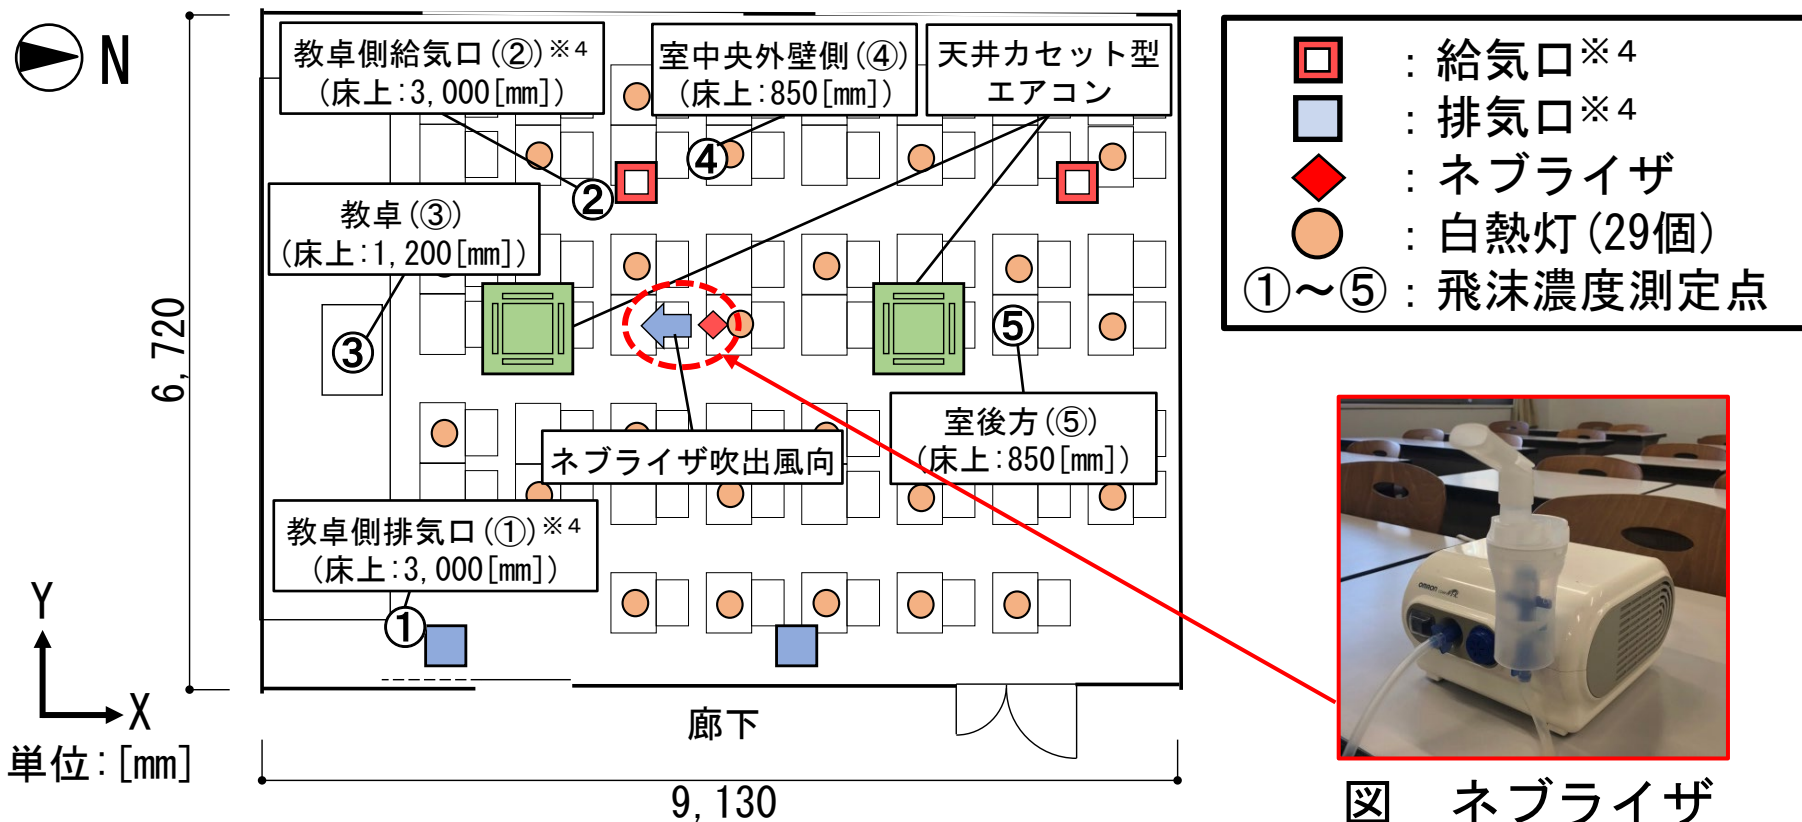 N
教卓側給気口(②)※4
(床上:3,000[mm])
室中央外壁側(④)
(床上:850[mm])
天井カセット型
エアコン
④
②
教卓(③)
(床上:1,200[mm])
③
⑤
6,720
室後方(⑤)
(床上:850[mm])
ネブライザ吹出風向
教卓側排気口(①)※4
(床上:3,000[mm])
①
Y
X
単位:[mm]
廊下
9,130
:給気口※4
:排気口※4
:ネブライザ
:白熱灯(29個)
①～⑤:飛沫濃度測定点
omron
図 ネブライザ